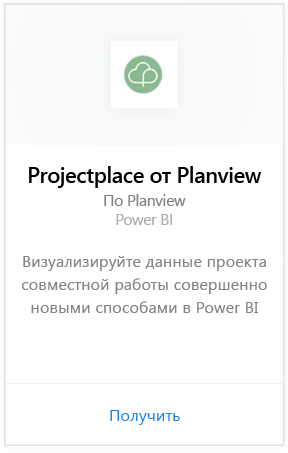 Projectplace от Planview
По Planview
Power BI
Визуализируйте данные проекта
совместной работы совершенно
новыми способами в Power BI
Получить